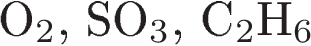 O₂, SO₃, C₂H₆